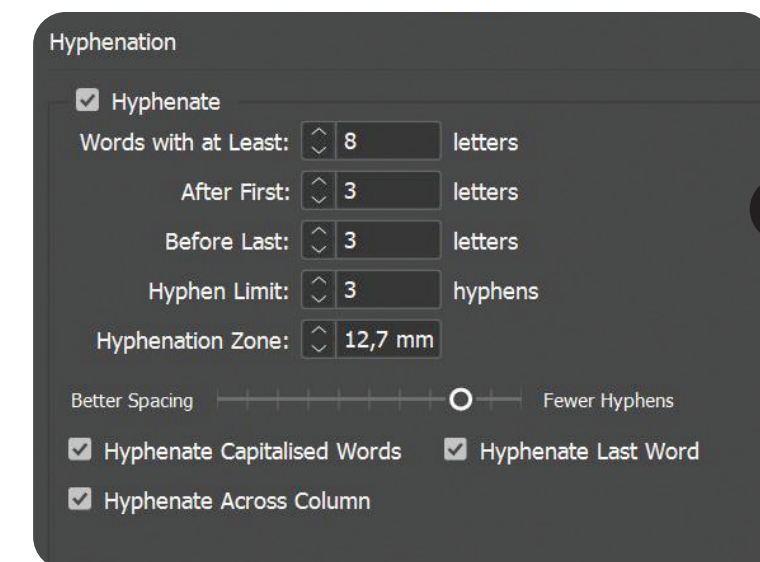 Hyphenation
Hyphenate
Words with at Least: 8 letters
After First: 3 letters
Before Last: 3 letters
Hyphen Limit: 3 hyphens
Hyphenation Zone: 12,7 mm
Better Spacing Fewer Hyphens
Hyphenate Capitalised Words Hyphenate Last Word
Hyphenate Across Column